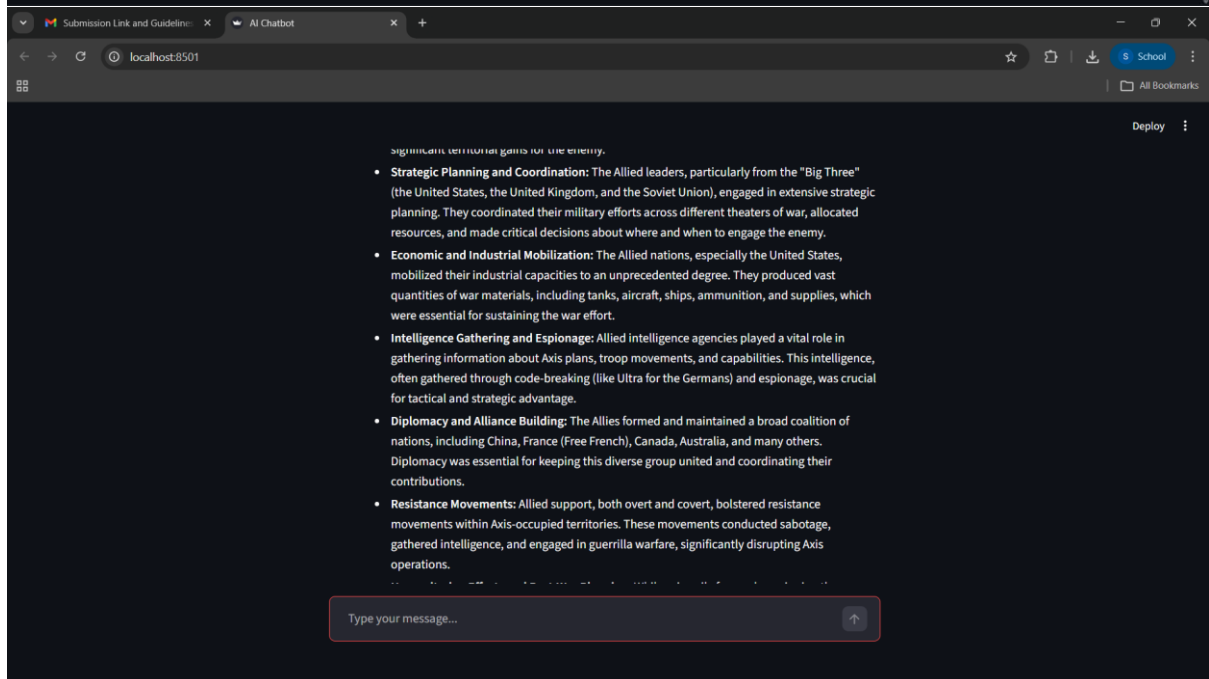 Submission Link and Guideline
AI Chatbot
localhost:8501
S School
All Bookmarks
Deploy
significant territorial gains for the enemy.
• Strategic Planning and Coordination: The Allied leaders, particularly from the "Big Three"
(the United States, the United Kingdom, and the Soviet Union), engaged in extensive strategic
planning. They coordinated their military efforts across different theaters of war, allocated
resources, and made critical decisions about where and when to engage the enemy.
• Economic and Industrial Mobilization: The Allied nations, especially the United States,
mobilized their industrial capacities to an unprecedented degree. They produced vast
quantities of war materials, including tanks, aircraft, ships, ammunition, and supplies, which
were essential for sustaining the war effort.
• Intelligence Gathering and Espionage: Allied intelligence agencies played a vital role in
gathering information about Axis plans, troop movements, and capabilities. This intelligence,
often gathered through code-breaking (like Ultra for the Germans) and espionage, was crucial
for tactical and strategic advantage.
• Diplomacy and Alliance Building: The Allies formed and maintained a broad coalition of
nations, including China, France (Free French), Canada, Australia, and many others.
Diplomacy was essential for keeping this diverse group united and coordinating their
contributions.
• Resistance Movements: Allied support, both overt and covert, bolstered resistance
movements within Axis-occupied territories. These movements conducted sabotage,
gathered intelligence, and engaged in guerrilla warfare, significantly disrupting Axis
operations.
Type your message...